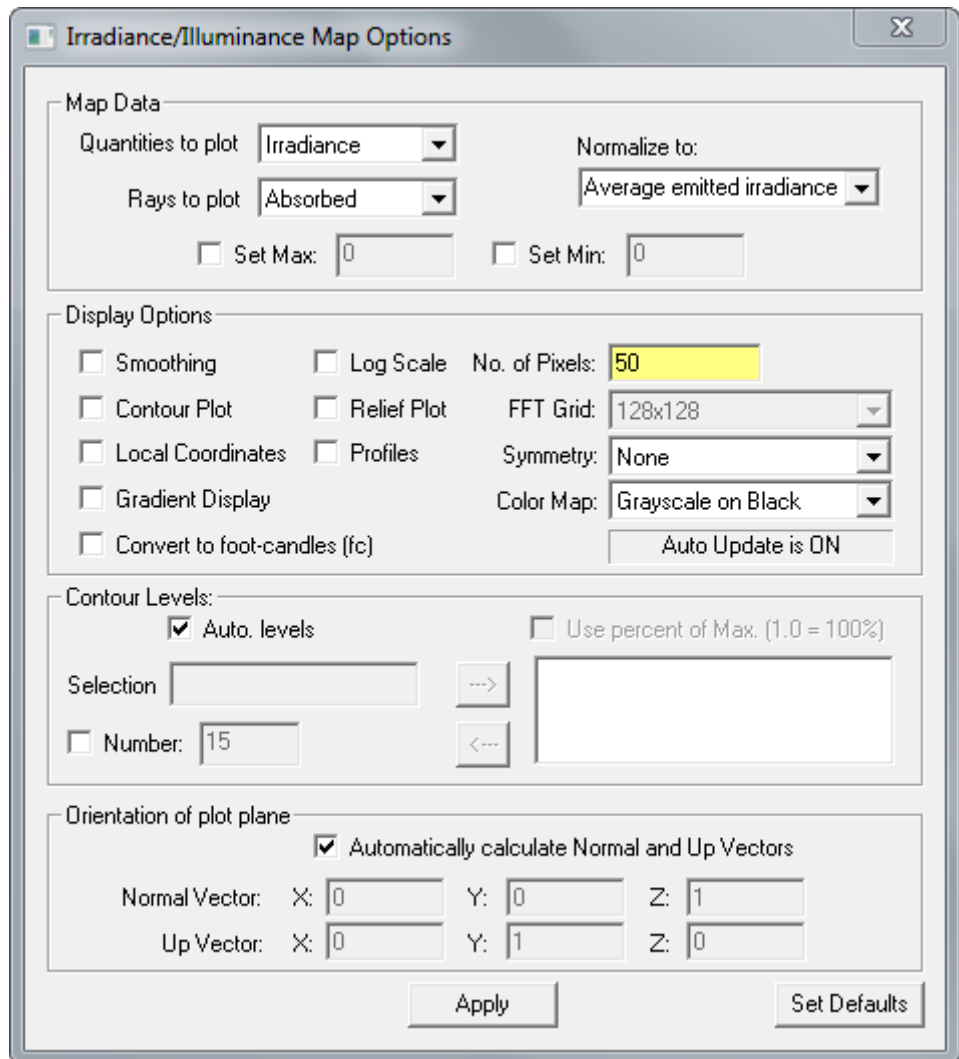 Irradiance/Illuminance Map Options
Map Data
Quantities to plot Irradiance Normalize to:
Rays to plot Absorbed Average emitted irradiance
Set Max: 0 Set Min: 0
Display Options
Smoothing Log Scale No. of Pixels: 50
Contour Plot Relief Plot FFT Grid: 128x128
Local Coordinates Profiles Symmetry: None
Gradient Display Color Map: Grayscale on Black
Convert to foot-candles (fc) Auto Update is ON
Contour Levels:
Auto. levels Use percent of Max. (1.0 = 100%)
Selection --->
Number: 15 <---
Orientation of plot plane
Automatically calculate Normal and Up Vectors
Normal Vector: X: 0 Y: 0 Z: 1
Up Vector: X: 0 Y: 1 Z: 0
Apply Set Defaults